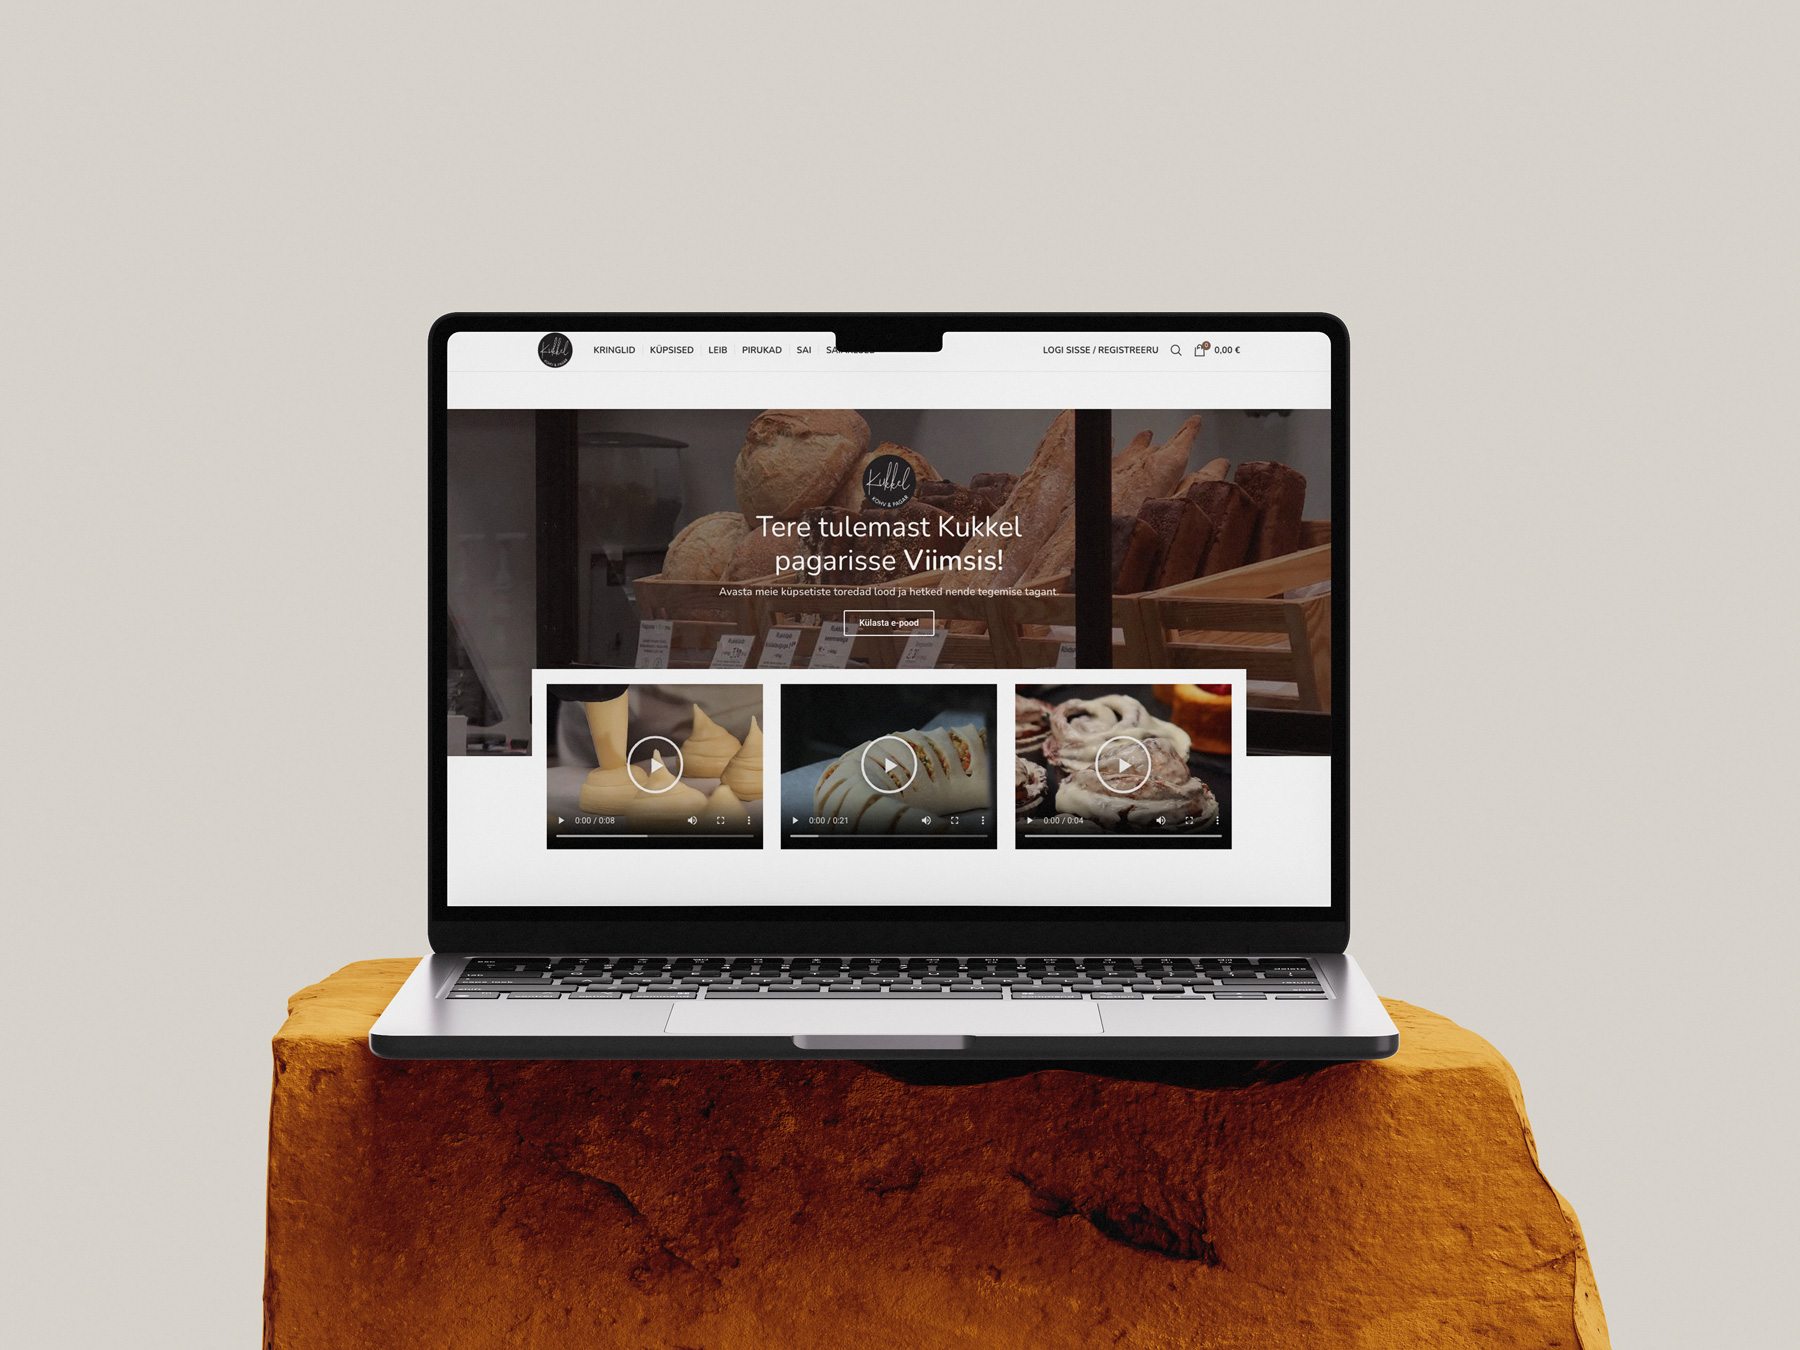 Kukkel
KOHV & PAGAR
KRINGLID KÜPSISED LEIB PIRUKAD SAI
LOGI SISSE / REGISTREERU 0 0,00 €
Kukkel
KOHV & PAGAR
Tere tulemast Kukkel
pagarisse Viimsis!
Avasta meie küpsetiste toredad lood ja hetked nende tegemise tagant.
Külasta e-pood
0:00 / 0:08
0:00 / 0:21
0:00 / 0:04